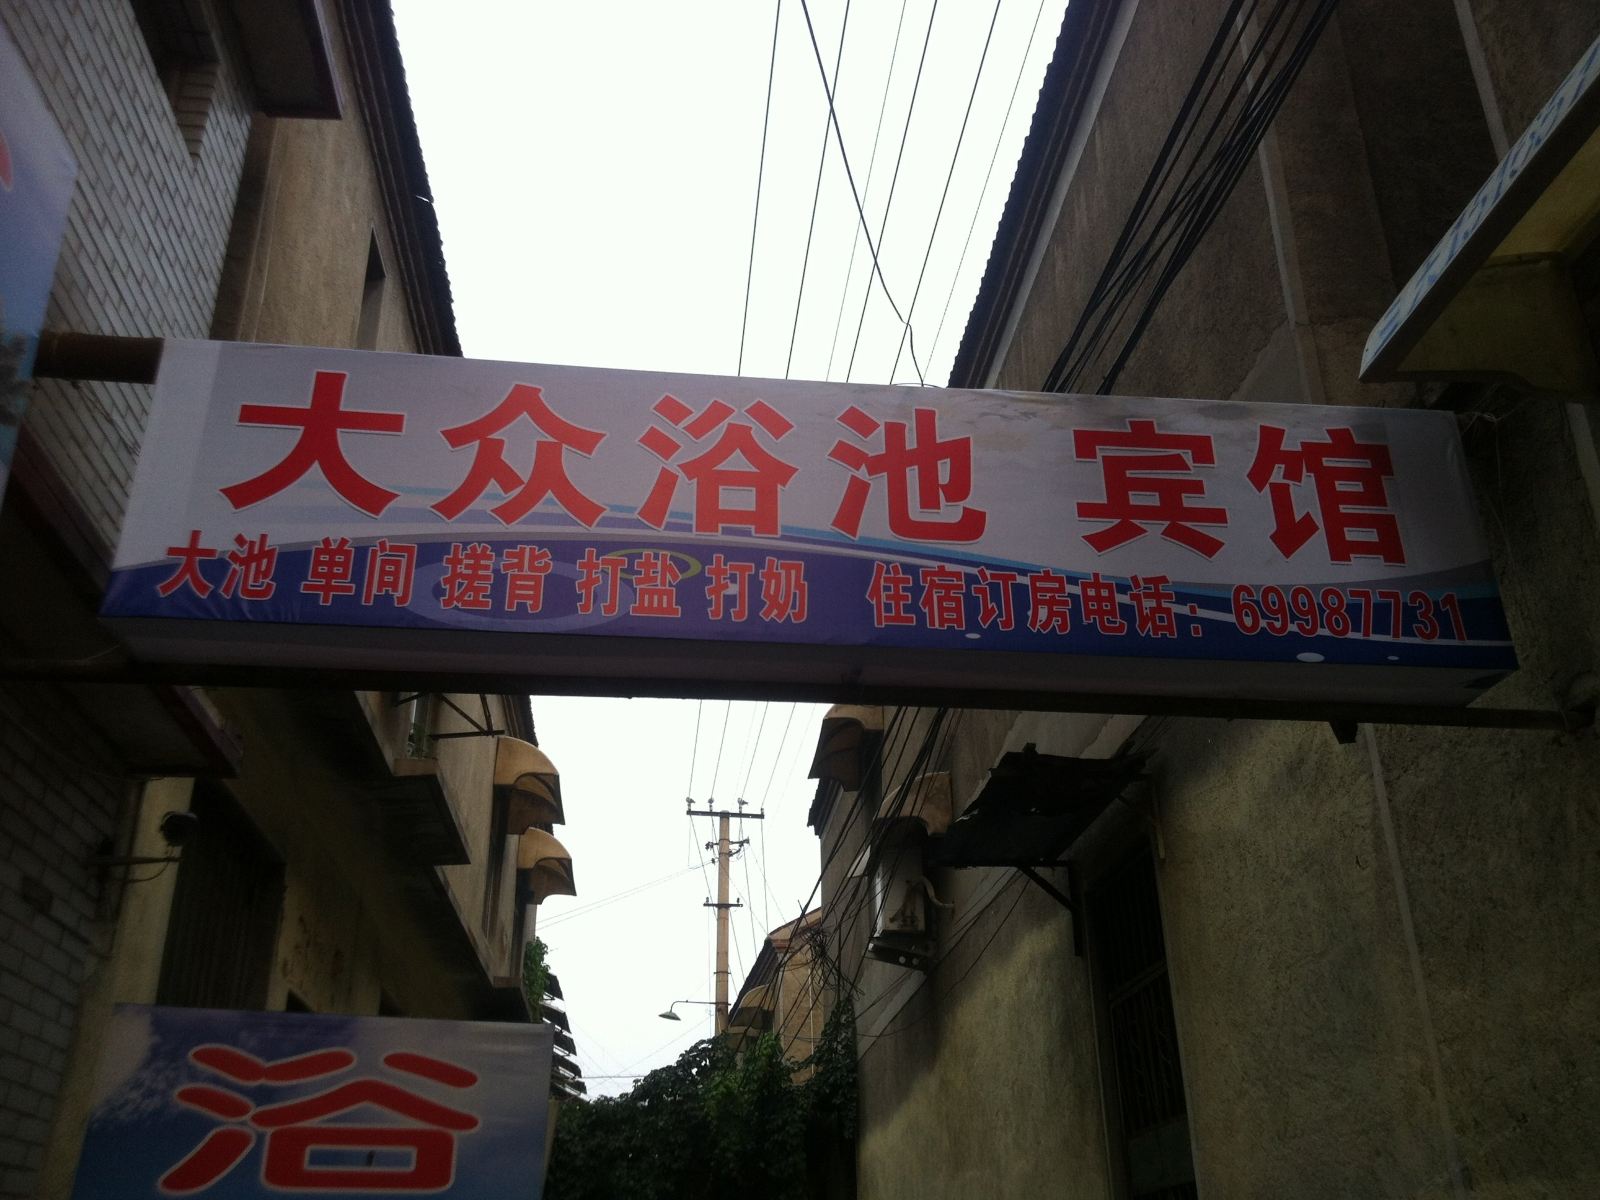 大众浴池 宾馆
大池 单间 搓背 打盐 打奶 住宿订房电话：69987731
浴